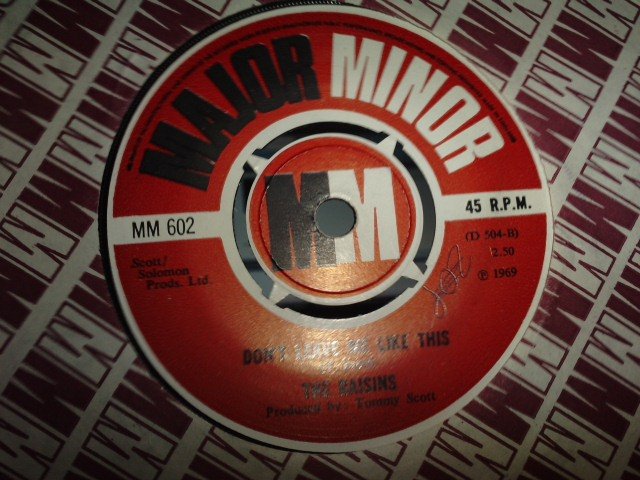 MAJOR MINOR
MM
MM 602
45 R.P.M.
Scott/
Solomon
Prods. Ltd.
(D 504-B)
2.50
℗ 1969
DON'T LEAVE ME LIKE THIS
THE RAISINS
Produced by: Tommy Scott